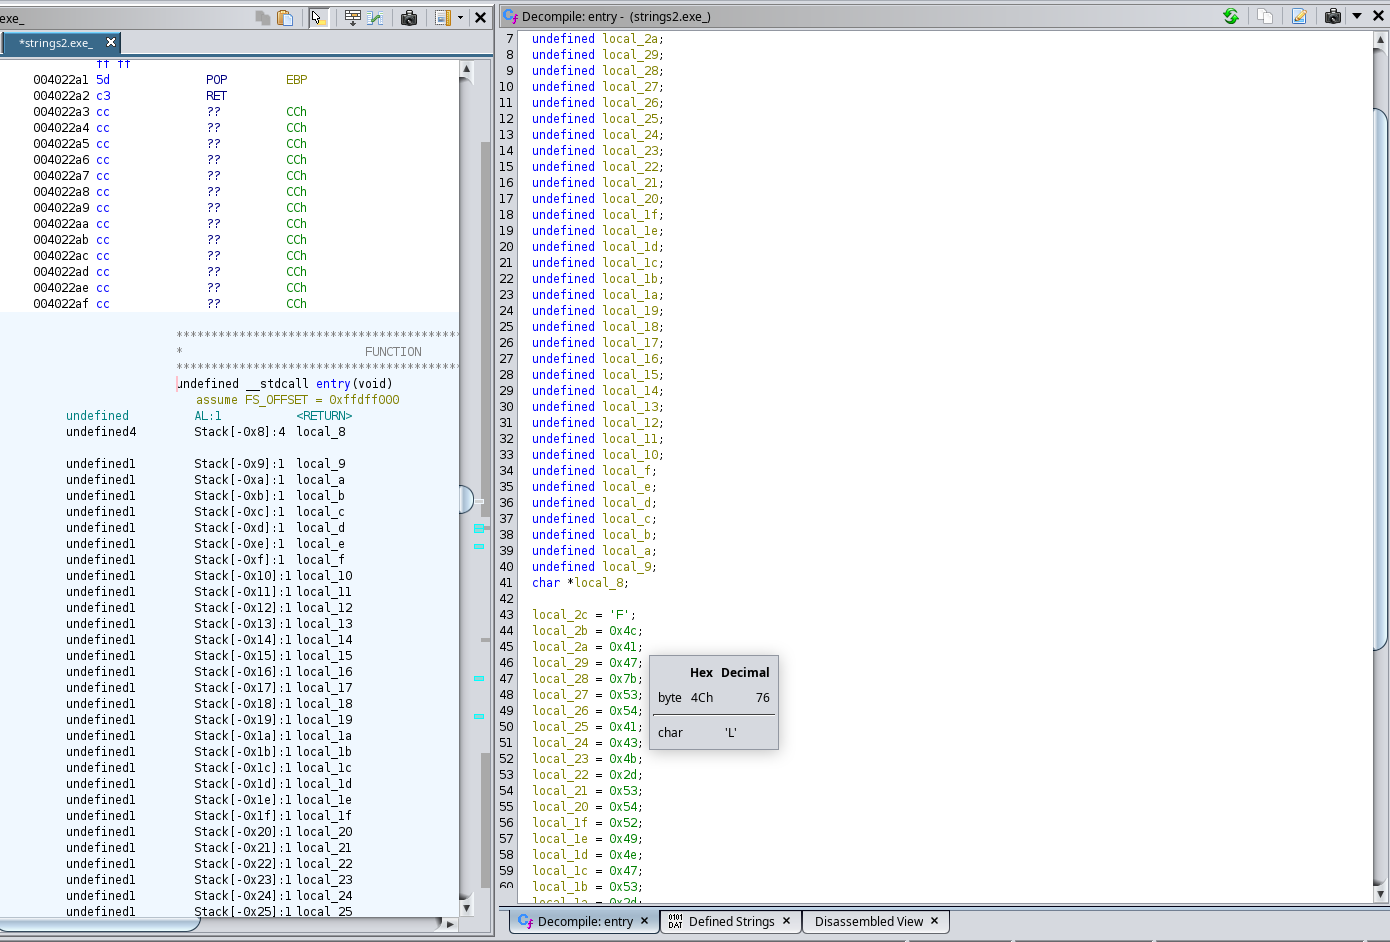 exe_
*strings2.exe_
ff ff
004022a1 5d POP EBP
004022a2 c3 RET
004022a3 cc ?? CCh
004022a4 cc ?? CCh
004022a5 cc ?? CCh
004022a6 cc ?? CCh
004022a7 cc ?? CCh
004022a8 cc ?? CCh
004022a9 cc ?? CCh
004022aa cc ?? CCh
004022ab cc ?? CCh
004022ac cc ?? CCh
004022ad cc ?? CCh
004022ae cc ?? CCh
004022af cc ?? CCh
*****************************************
* FUNCTION
*****************************************
undefined __stdcall entry(void)
assume FS_OFFSET = 0xffdff000
undefined AL:1 <RETURN>
undefined4 Stack[-0x8]:4 local_8
undefined1 Stack[-0x9]:1 local_9
undefined1 Stack[-0xa]:1 local_a
undefined1 Stack[-0xb]:1 local_b
undefined1 Stack[-0xc]:1 local_c
undefined1 Stack[-0xd]:1 local_d
undefined1 Stack[-0xe]:1 local_e
undefined1 Stack[-0xf]:1 local_f
undefined1 Stack[-0x10]:1 local_10
undefined1 Stack[-0x11]:1 local_11
undefined1 Stack[-0x12]:1 local_12
undefined1 Stack[-0x13]:1 local_13
undefined1 Stack[-0x14]:1 local_14
undefined1 Stack[-0x15]:1 local_15
undefined1 Stack[-0x16]:1 local_16
undefined1 Stack[-0x17]:1 local_17
undefined1 Stack[-0x18]:1 local_18
undefined1 Stack[-0x19]:1 local_19
undefined1 Stack[-0x1a]:1 local_1a
undefined1 Stack[-0x1b]:1 local_1b
undefined1 Stack[-0x1c]:1 local_1c
undefined1 Stack[-0x1d]:1 local_1d
undefined1 Stack[-0x1e]:1 local_1e
undefined1 Stack[-0x1f]:1 local_1f
undefined1 Stack[-0x20]:1 local_20
undefined1 Stack[-0x21]:1 local_21
undefined1 Stack[-0x22]:1 local_22
undefined1 Stack[-0x23]:1 local_23
undefined1 Stack[-0x24]:1 local_24
undefined1 Stack[-0x25]:1 local_25
Decompile: entry - (strings2.exe_)
7 undefined local_2a;
8 undefined local_29;
9 undefined local_28;
10 undefined local_27;
11 undefined local_26;
12 undefined local_25;
13 undefined local_24;
14 undefined local_23;
15 undefined local_22;
16 undefined local_21;
17 undefined local_20;
18 undefined local_1f;
19 undefined local_1e;
20 undefined local_1d;
21 undefined local_1c;
22 undefined local_1b;
23 undefined local_1a;
24 undefined local_19;
25 undefined local_18;
26 undefined local_17;
27 undefined local_16;
28 undefined local_15;
29 undefined local_14;
30 undefined local_13;
31 undefined local_12;
32 undefined local_11;
33 undefined local_10;
34 undefined local_f;
35 undefined local_e;
36 undefined local_d;
37 undefined local_c;
38 undefined local_b;
39 undefined local_a;
40 undefined local_9;
41 char *local_8;
42
43 local_2c = 'F';
44 local_2b = 0x4c;
45 local_2a = 0x41;
46 local_29 = 0x47;
47 local_28 = 0x7b;
48 local_27 = 0x53;
49 local_26 = 0x54;
50 local_25 = 0x41;
51 local_24 = 0x43;
52 local_23 = 0x4b;
53 local_22 = 0x2d;
54 local_21 = 0x53;
55 local_20 = 0x54;
56 local_1f = 0x52;
57 local_1e = 0x49;
58 local_1d = 0x4e;
59 local_1c = 0x47;
60 local_1b = 0x53;
local_1a = 0x2d;
Hex Decimal
byte 4Ch 76
char 'L'
Decompile: entry
0101 DAT Defined Strings
Disassembled View